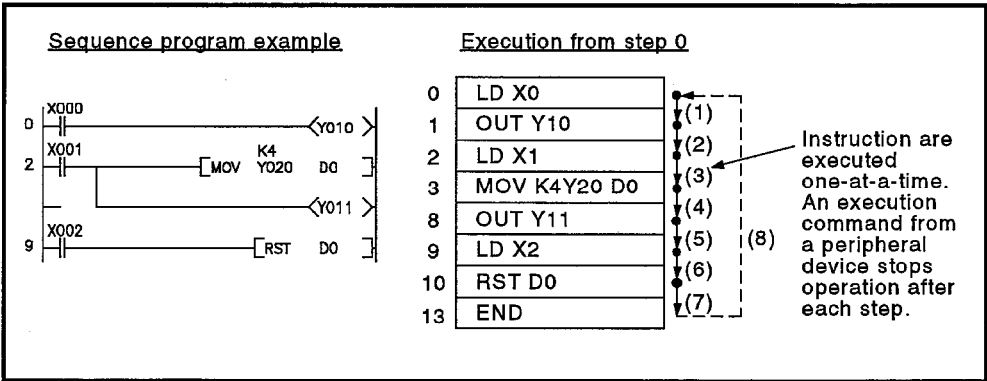 Sequence program example
X000
0
Y010
X001
K4
2
MOV Y020 D0
Y011
X002
9
RST D0
Execution from step 0
0 LD X0
1 OUT Y10
2 LD X1
3 MOV K4Y20 D0
8 OUT Y11
9 LD X2
10 RST D0
13 END
(1)
(2)
(3)
(4)
(5)
(6)
(7)
(8)
Instruction are
executed
one-at-a-time.
An execution
command from
a peripheral
device stops
operation after
each step.